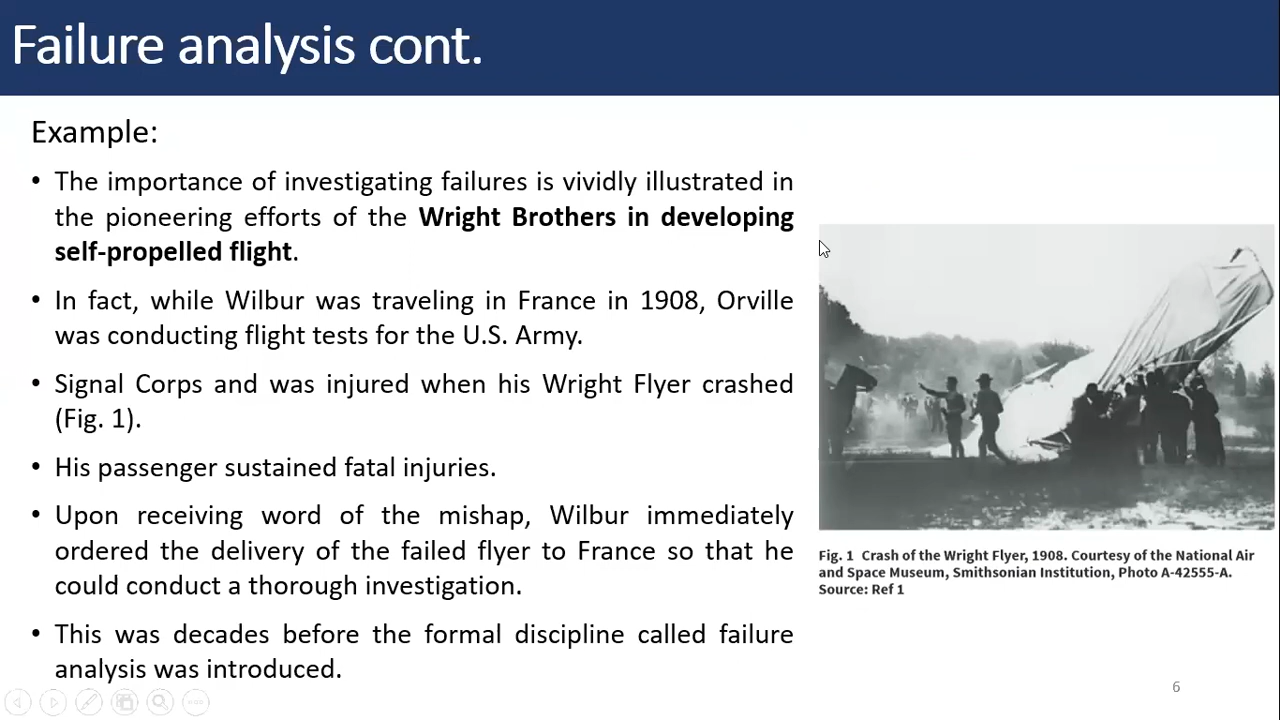 Failure analysis cont.
Example:
• The importance of investigating failures is vividly illustrated in
the pioneering efforts of the Wright Brothers in developing
self-propelled flight.
• In fact, while Wilbur was traveling in France in 1908, Orville
was conducting flight tests for the U.S. Army.
• Signal Corps and was injured when his Wright Flyer crashed
(Fig. 1).
• His passenger sustained fatal injuries.
• Upon receiving word of the mishap, Wilbur immediately
ordered the delivery of the failed flyer to France so that he
could conduct a thorough investigation.
• This was decades before the formal discipline called failure
analysis was introduced.
Fig. 1 Crash of the Wright Flyer, 1908. Courtesy of the National Air
and Space Museum, Smithsonian Institution, Photo A-42555-A.
Source: Ref 1
6